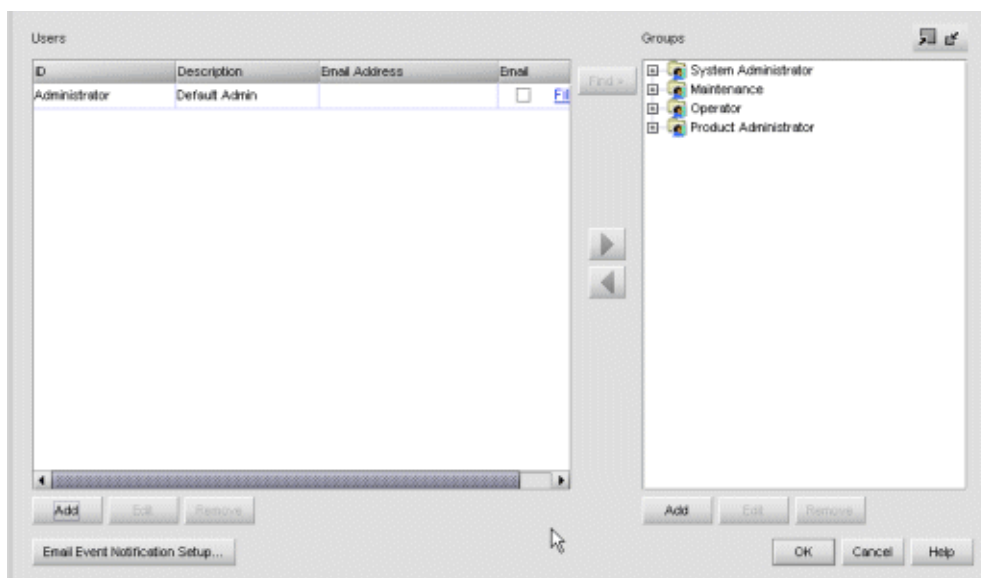 Users
ID Description Email Address Email
Administrator Default Admin Fil
Find >
Groups
System Administrator
Maintenance
Operator
Product Administrator
Add Edit Remove
Email Event Notification Setup...
Add Edit Remove
OK Cancel Help